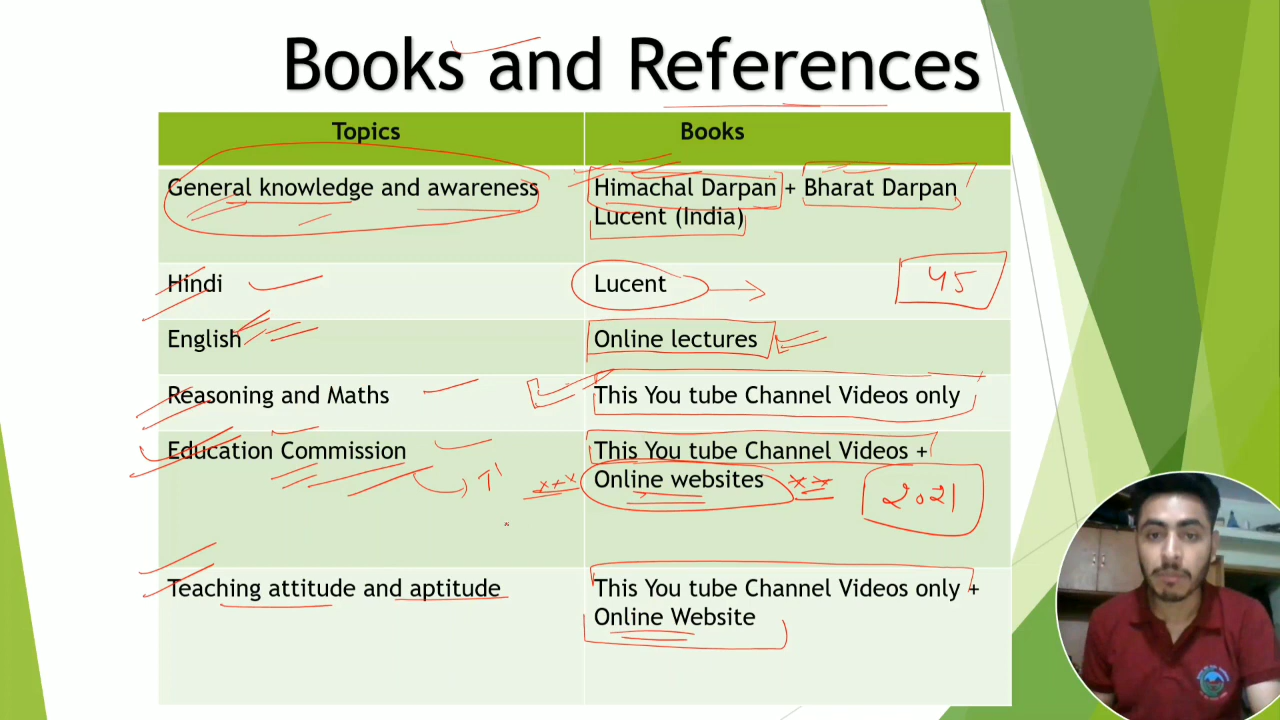 Books and References
Topics
Books
General knowledge and awareness
Himachal Darpan + Bharat Darpan
Lucent (India)
Hindi
Lucent
45
English
Online lectures
Reasoning and Maths
This You tube Channel Videos only
Education Commission
This You tube Channel Videos +
Online websites
2021
Teaching attitude and aptitude
This You tube Channel Videos only +
Online Website